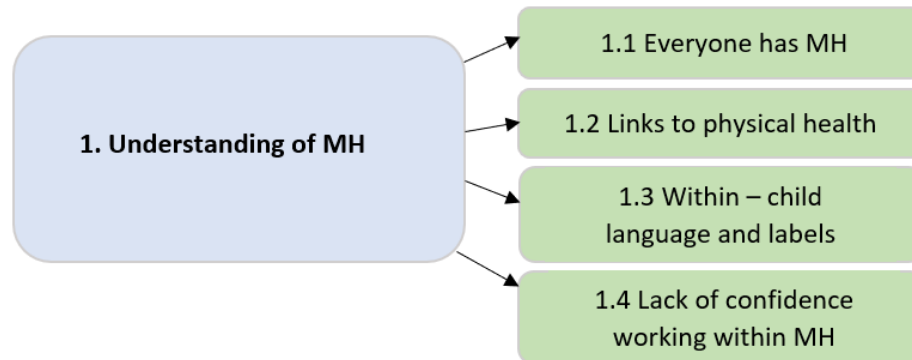 1. Understanding of MH
1.1 Everyone has MH
1.2 Links to physical health
1.3 Within – child
language and labels
1.4 Lack of confidence
working within MH